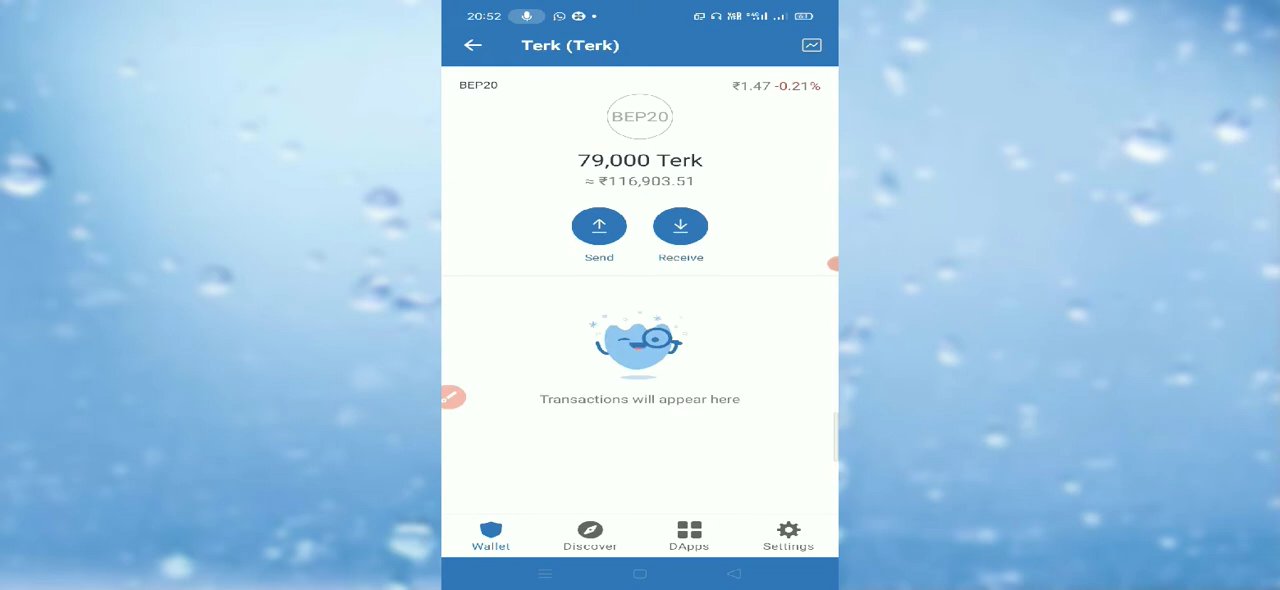 20:52
Terk (Terk)
BEP20
₹1.47 -0.21%
BEP20
79,000 Terk
≈ ₹116,903.51
Send
Receive
Transactions will appear here
Wallet
Discover
DApps
Settings